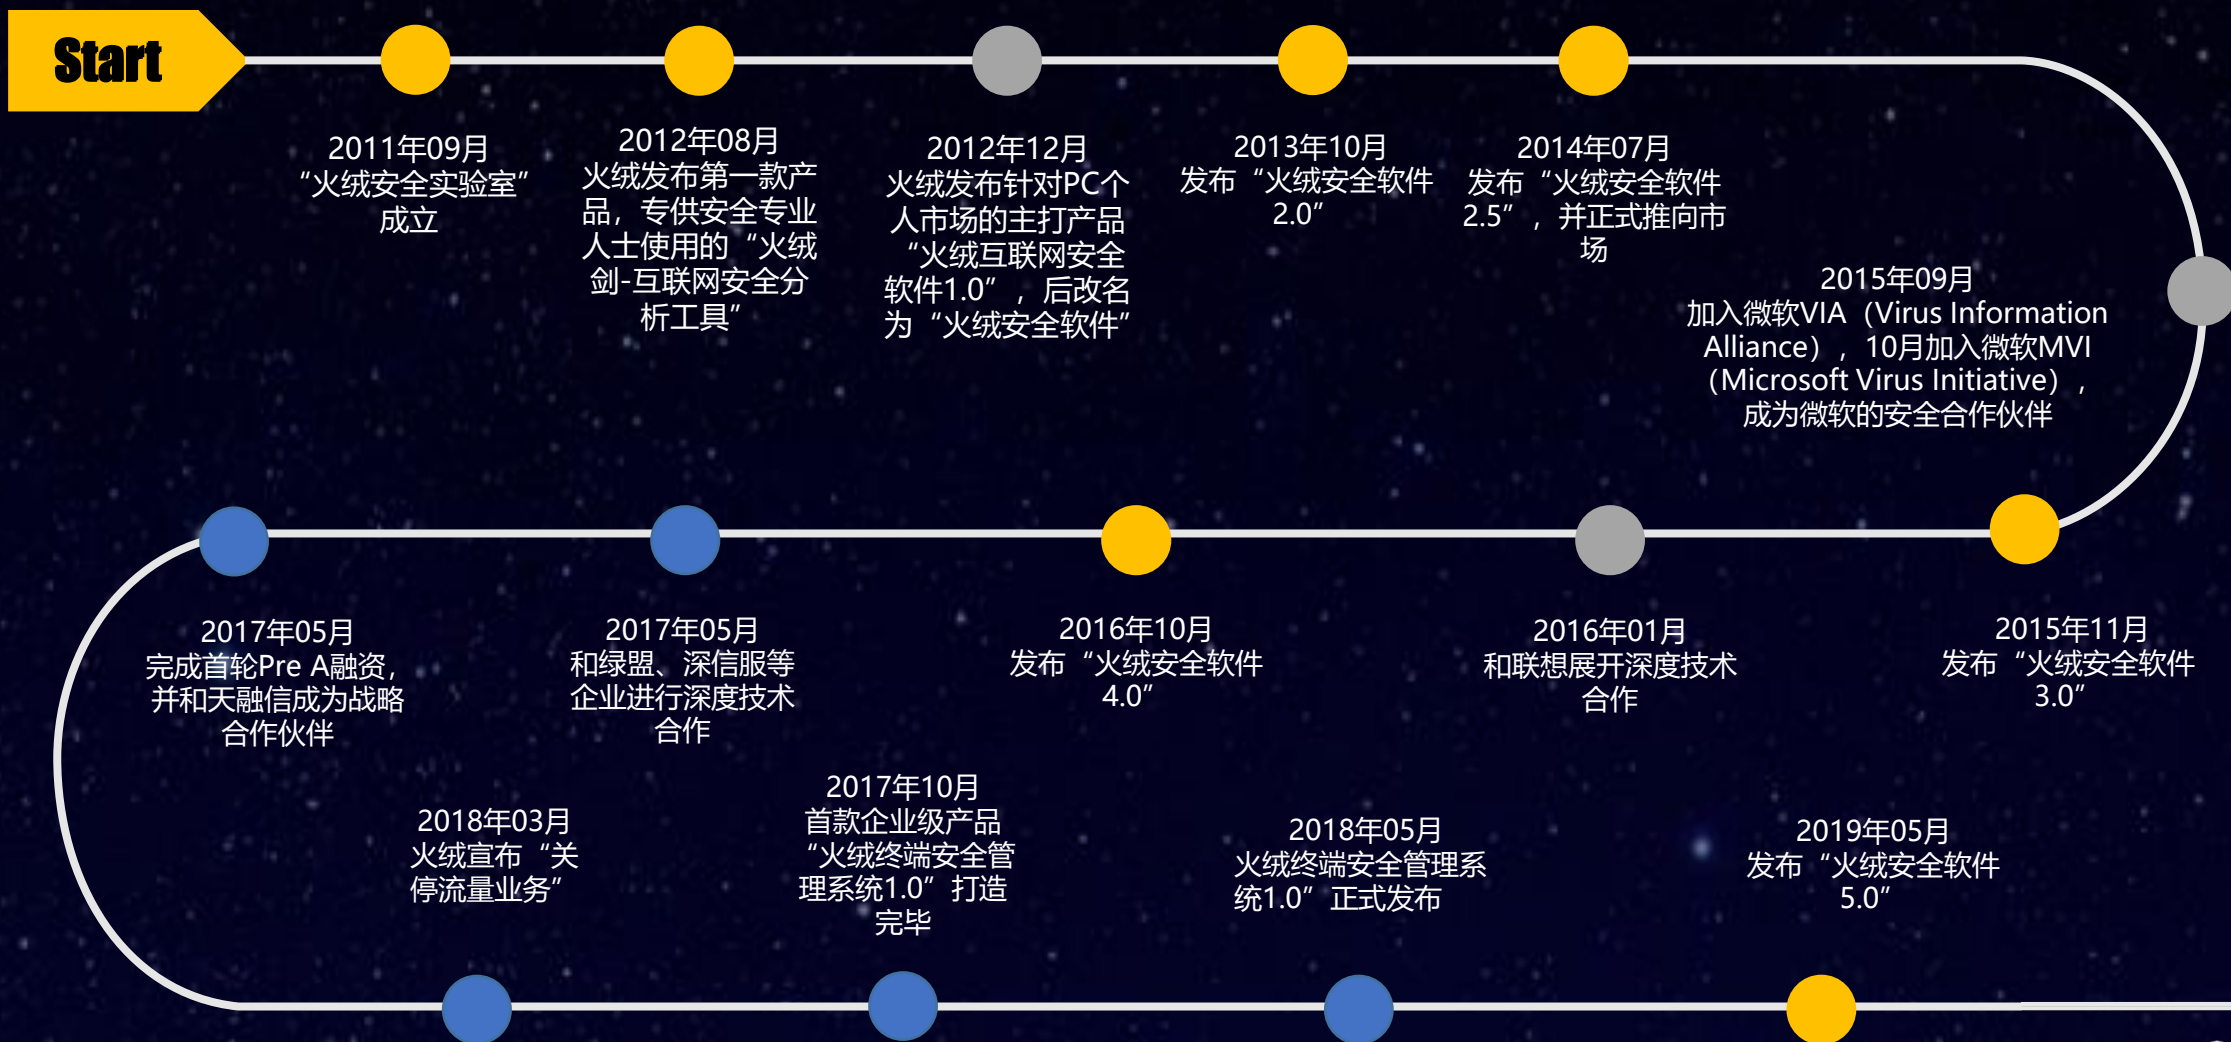 Start
2011年09月
“火绒安全实验室”
成立
2012年08月
火绒发布第一款产
品，专供安全专业
人士使用的“火绒
剑-互联网安全分
析工具”
2012年12月
火绒发布针对PC个
人市场的主打产品
“火绒互联网安全
软件1.0”，后改名
为“火绒安全软件”
2013年10月
发布“火绒安全软件
2.0”
2014年07月
发布“火绒安全软件
2.5”，并正式推向市
场
2015年09月
加入微软VIA（Virus Information
Alliance），10月加入微软MVI
（Microsoft Virus Initiative），
成为微软的安全合作伙伴
2015年11月
发布“火绒安全软件
3.0”
2016年01月
和联想展开深度技术
合作
2016年10月
发布“火绒安全软件
4.0”
2017年05月
和绿盟、深信服等
企业进行深度技术
合作
2017年05月
完成首轮Pre A融资，
并和天融信成为战略
合作伙伴
2018年03月
火绒宣布“关
停流量业务”
2017年10月
首款企业级产品
“火绒终端安全管
理系统1.0”打造
完毕
2018年05月
火绒终端安全管理系
统1.0”正式发布
2019年05月
发布“火绒安全软件
5.0”